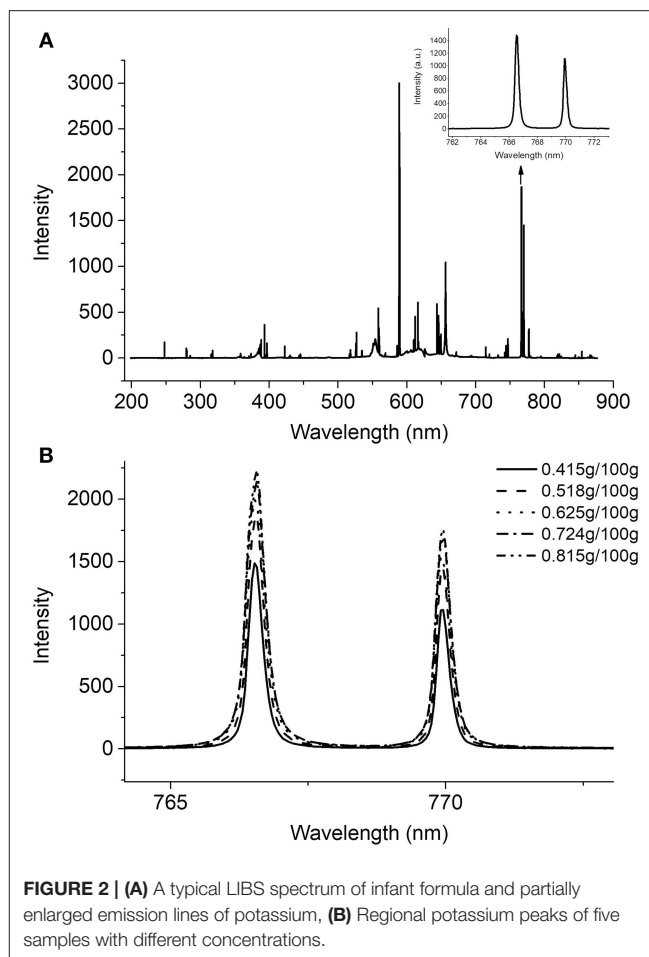 A
Intensity
3000
2500
2000
1500
1000
500
0
200 300 400 500 600 700 800 900
Wavelength (nm)
Intensity (a.u.)
1400
1200
1000
800
600
400
200
0
762 764 766 768 770 772
Wavelength (nm)
B
Intensity
2000
1500
1000
500
0
765 770
Wavelength (nm)
0.415g/100g
0.518g/100g
0.625g/100g
0.724g/100g
0.815g/100g
FIGURE 2 | (A) A typical LIBS spectrum of infant formula and partially
enlarged emission lines of potassium, (B) Regional potassium peaks of five
samples with different concentrations.